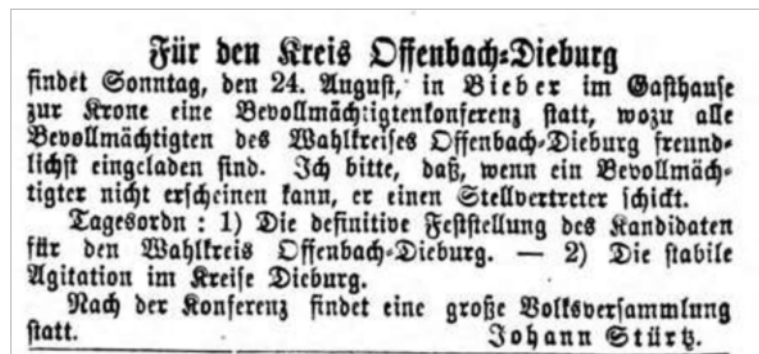 Für den Kreis Offenbach-Dieburg
findet Sonntag, den 24. August, in Bieber im Gasthause
zur Krone eine Bevollmächtigtenkonferenz statt, wozu alle
Bevollmächtigten des Wahlkreises Offenbach-Dieburg freund-
lichst eingeladen sind. Ich bitte, daß, wenn ein Bevollmäch-
tigter nicht erscheinen kann, er einen Stellvertreter schickt.
Tagesordn : 1) Die definitive Feststellung des Kandidaten
für den Wahlkreis Offenbach-Dieburg. — 2) Die stabile
Agitation im Kreise Dieburg.
Nach der Konferenz findet eine große Volksversammlung
statt. Johann Stürtz.